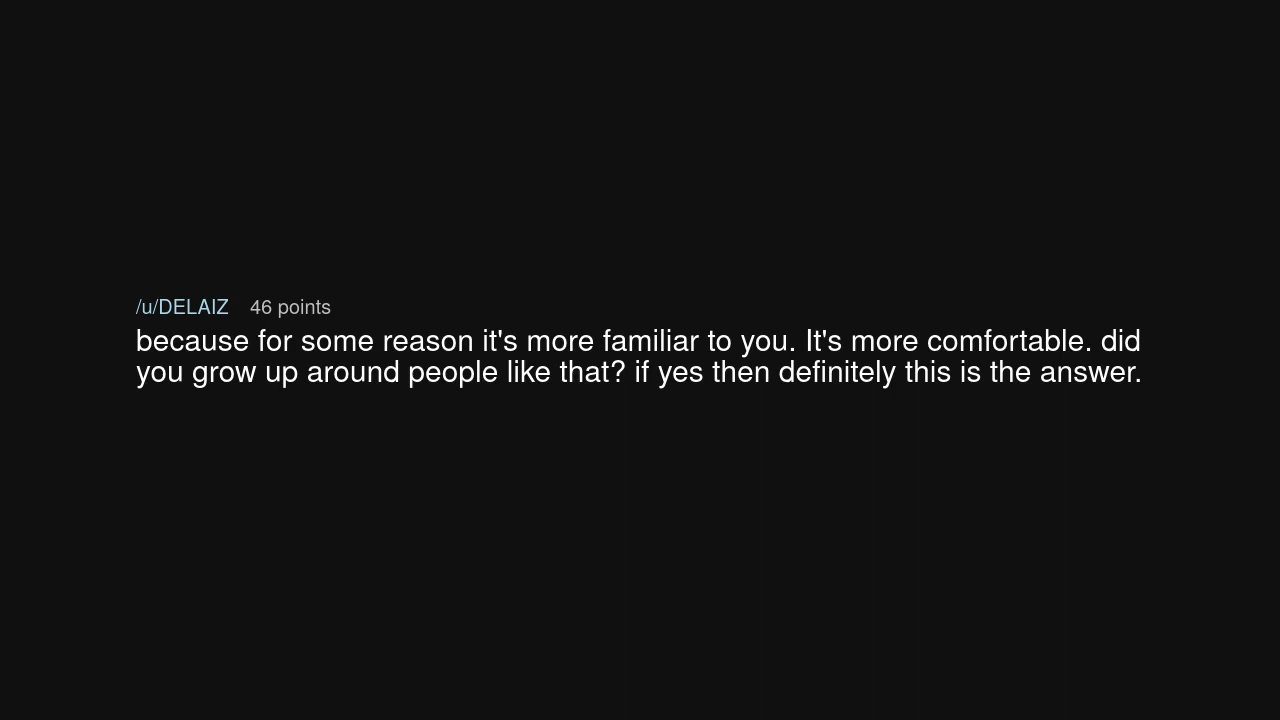 /u/DELAIZ 46 points
because for some reason it's more familiar to you. It's more comfortable. did
you grow up around people like that? if yes then definitely this is the answer.